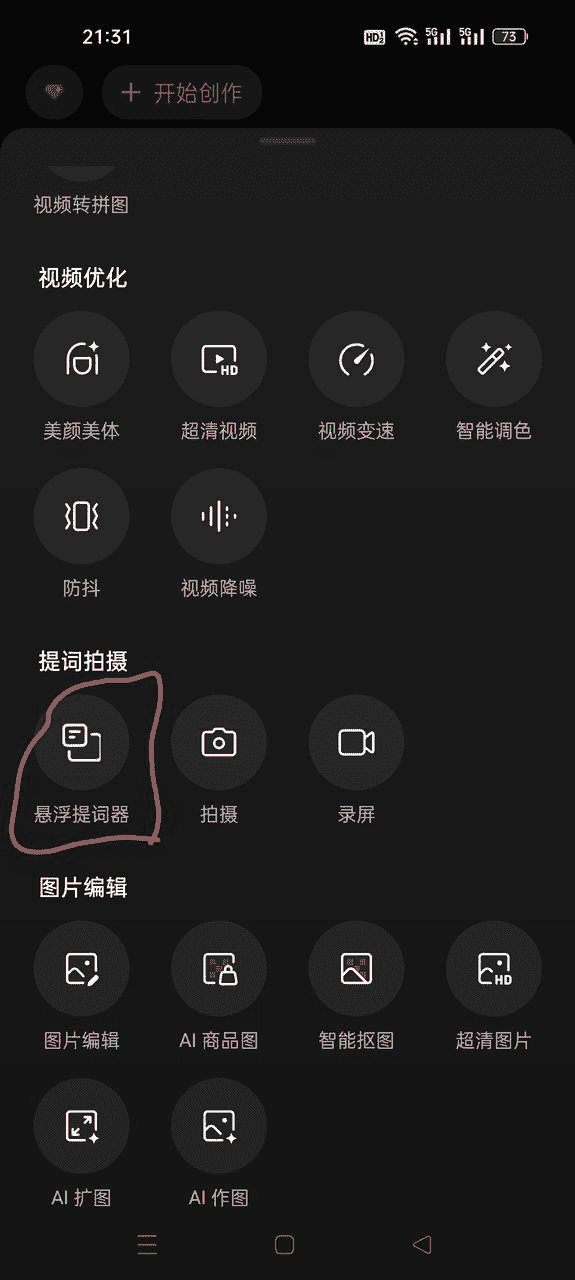 21:31 HD 5G 5G 73
+ 开始创作
视频转拼图
视频优化
美颜美体 超清视频 视频变速 智能调色
防抖 视频降噪
提词拍摄
悬浮提词器 拍摄 录屏
图片编辑
图片编辑 AI 商品图 智能抠图 超清图片
AI 扩图 AI 作图